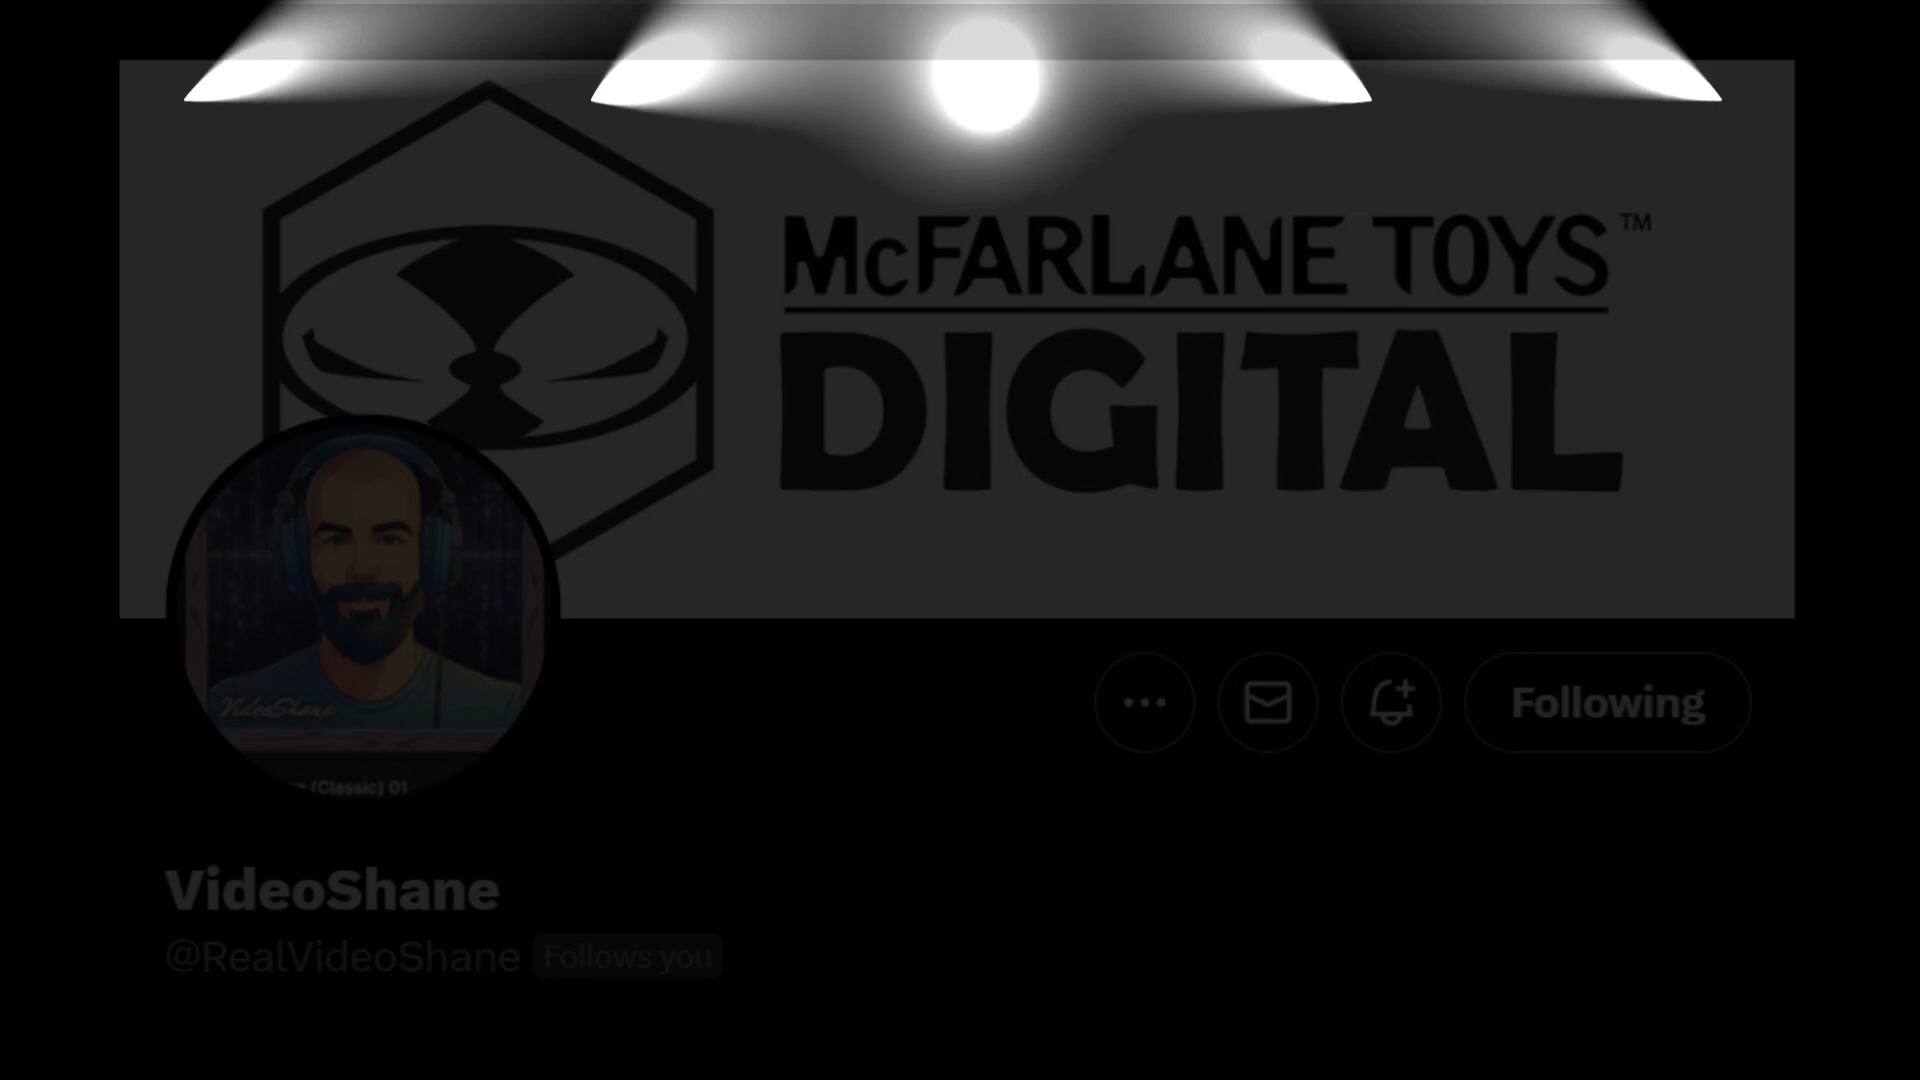 McFARLANE TOYS™
DIGITAL
VideoShane
(Classic) 01
Following
VideoShane
@RealVideoShane Follows you